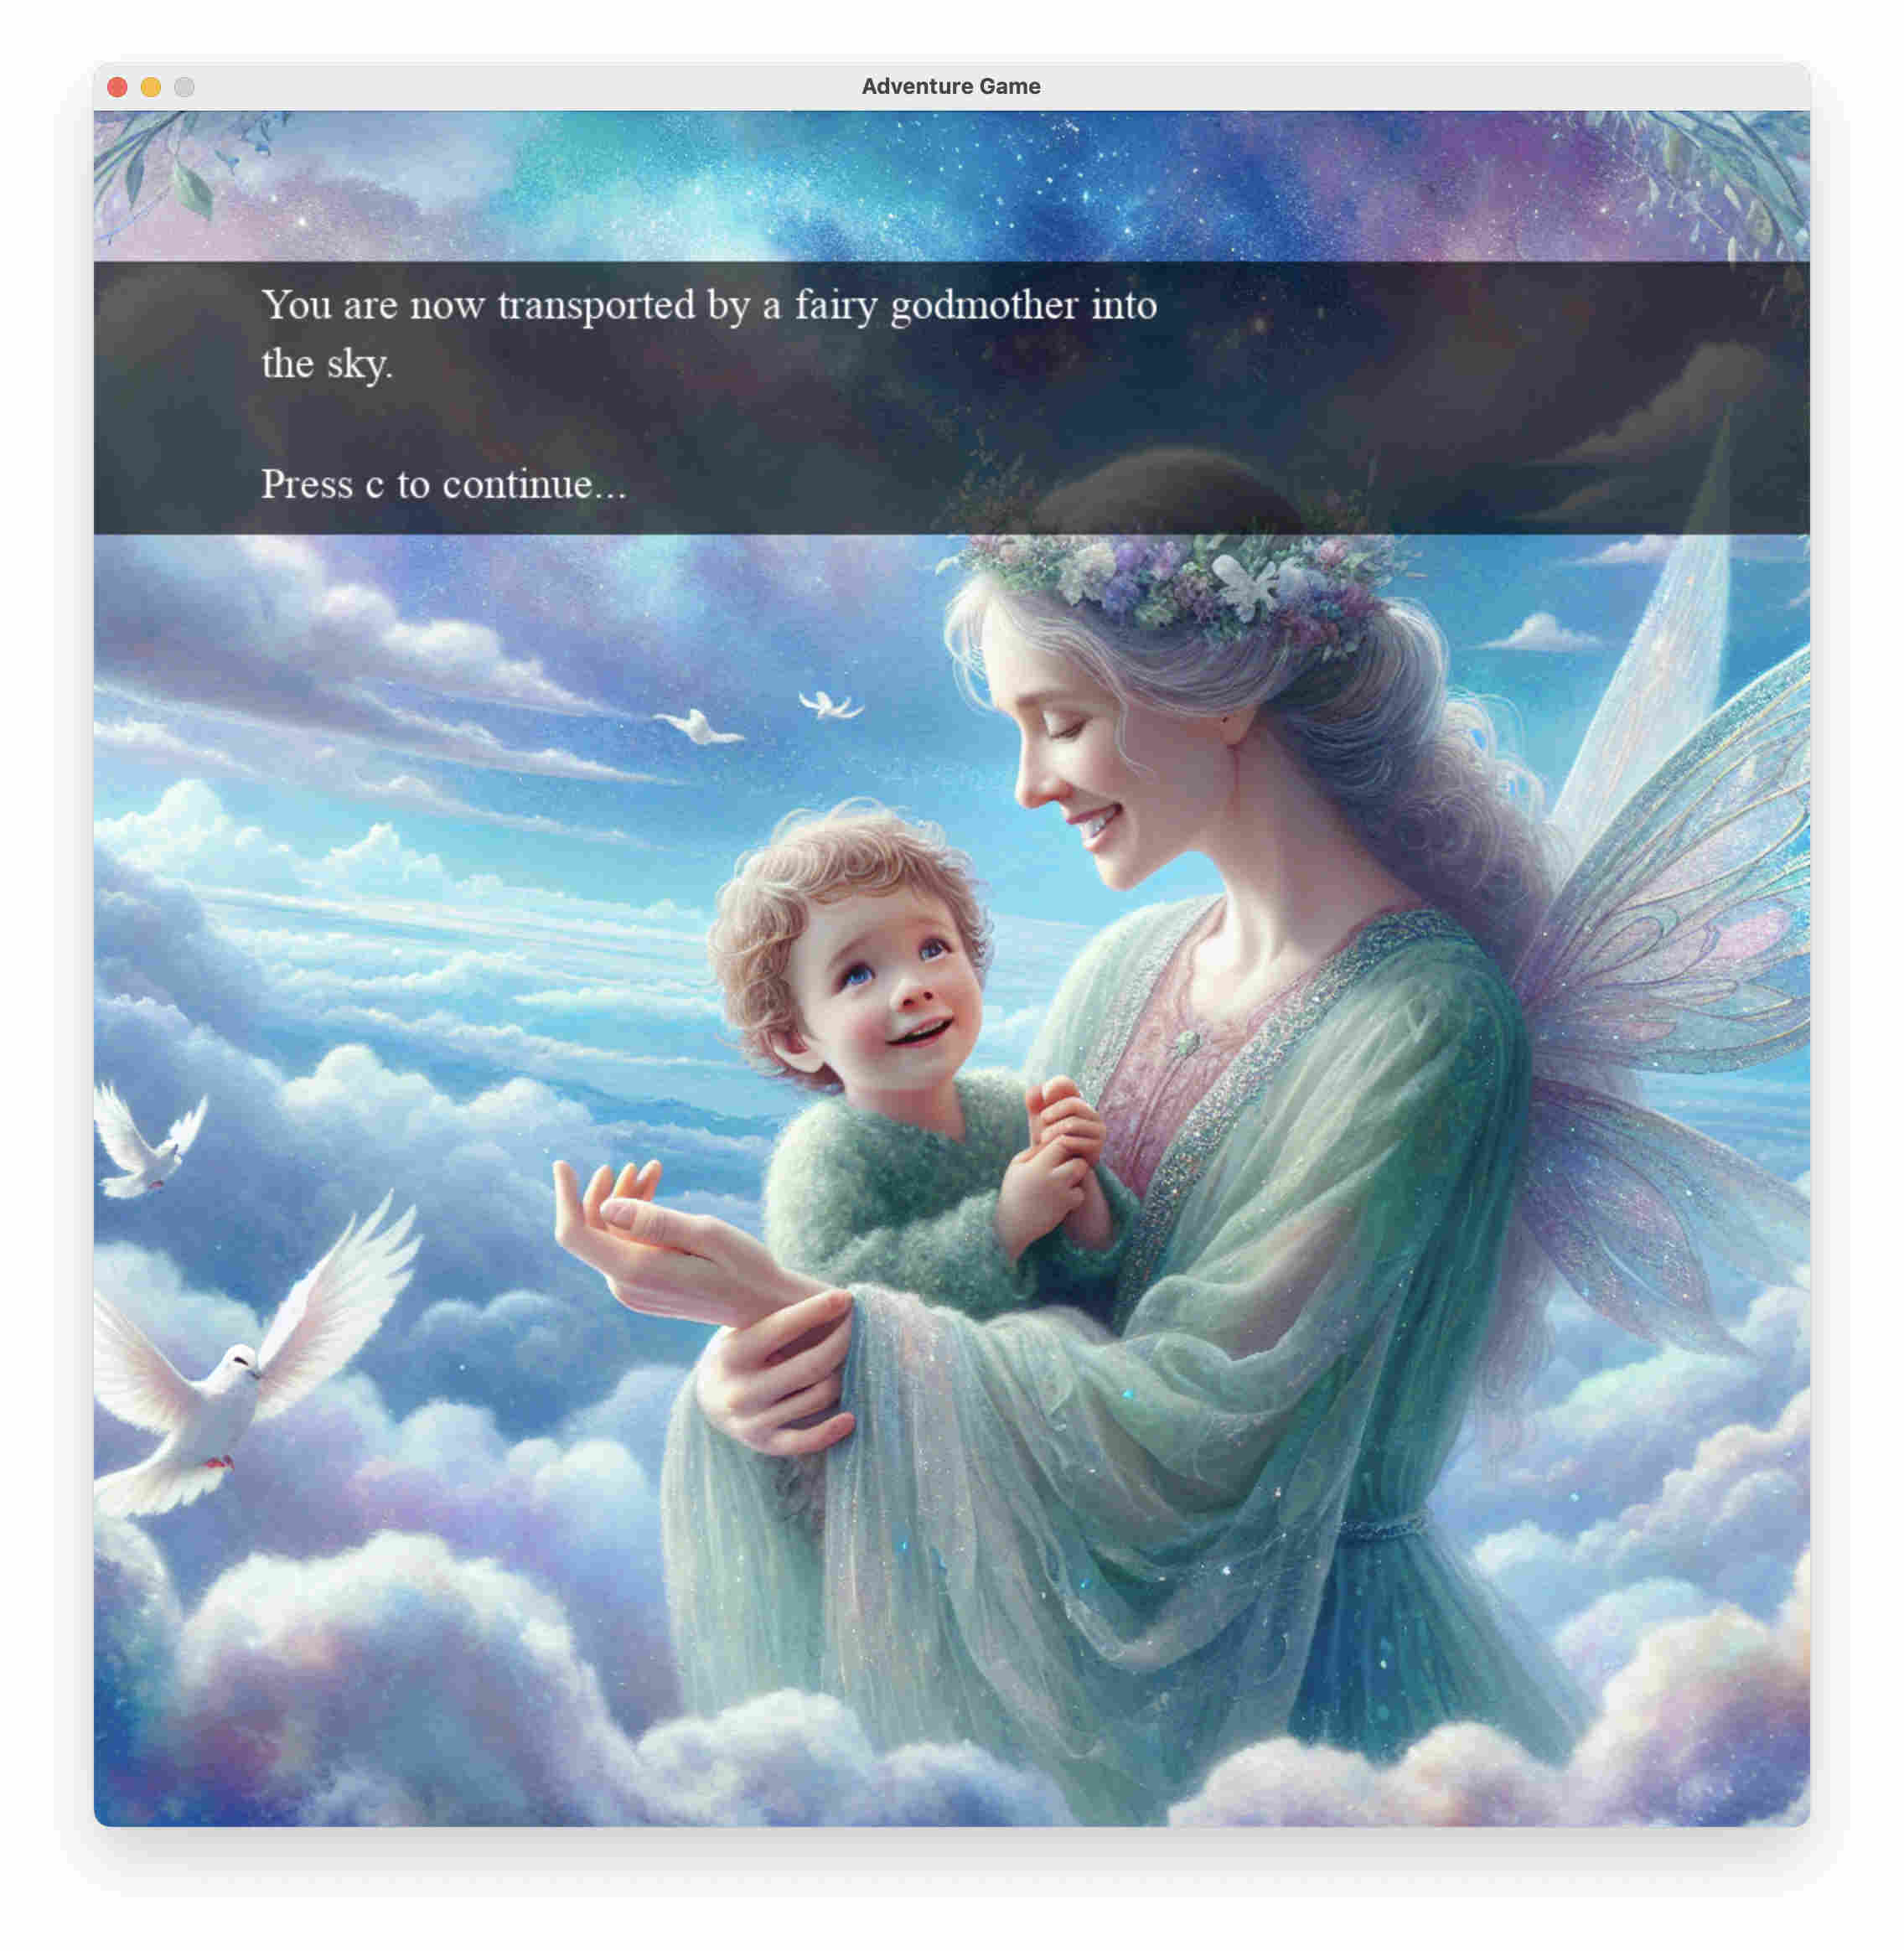 Adventure Game
You are now transported by a fairy godmother into
the sky.
Press c to continue...